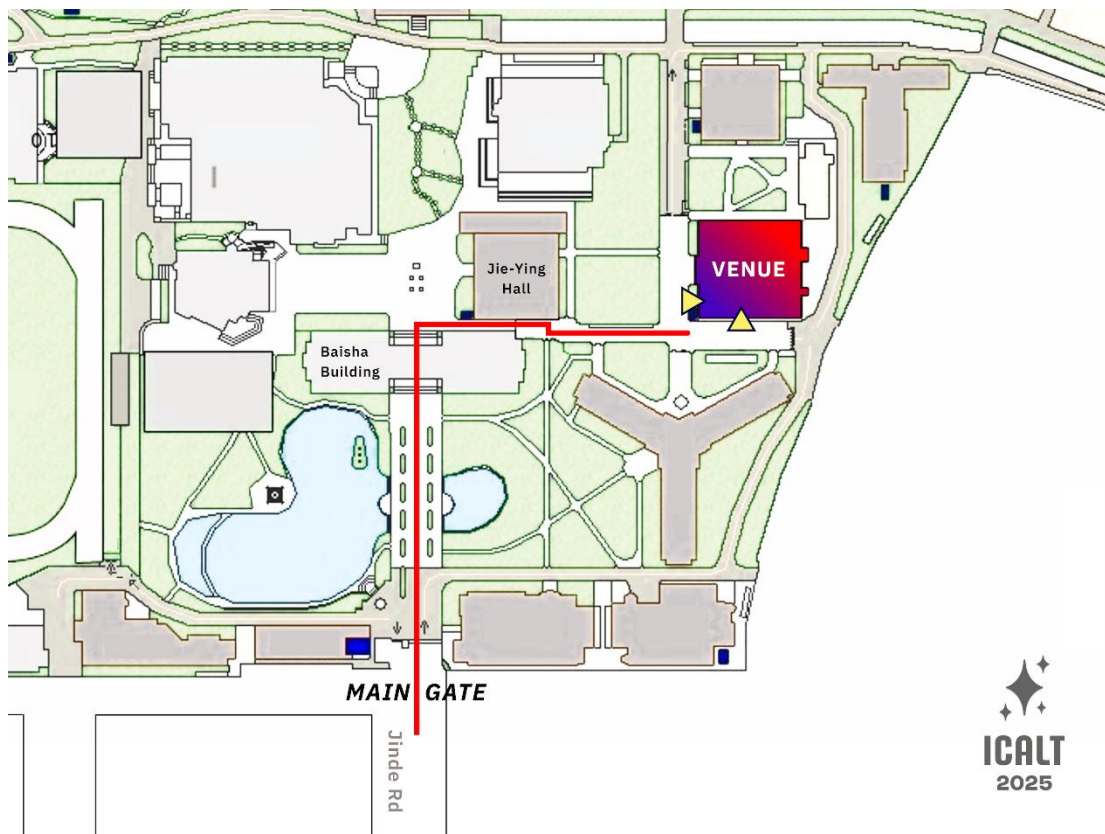 VENUE
Jie-Ying
Hall
Baisha
Building
MAIN GATE
Jinde Rd
ICALT
2025